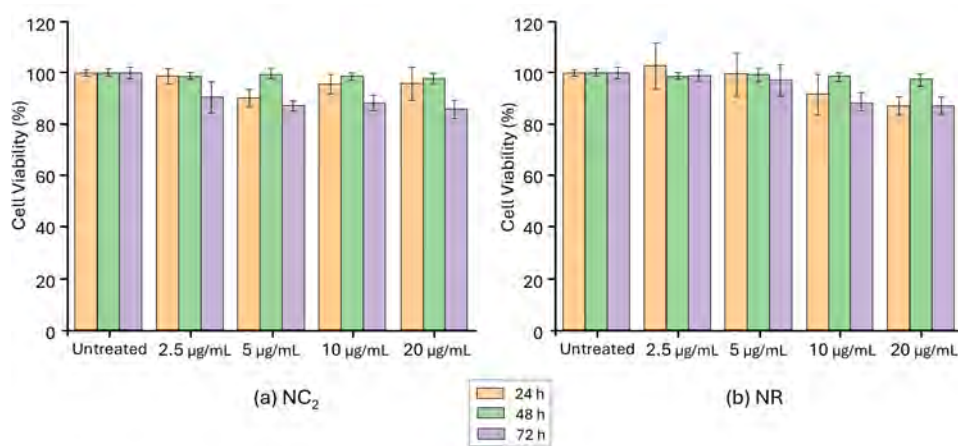 Cell Viability (%)
120
100
80
60
40
20
0
Untreated 2.5 µg/mL 5 µg/mL 10 µg/mL 20 µg/mL
(a) NC₂
Cell Viability (%)
120
100
80
60
40
20
0
Untreated 2.5 µg/mL 5 µg/mL 10 µg/mL 20 µg/mL
(b) NR
24 h
48 h
72 h